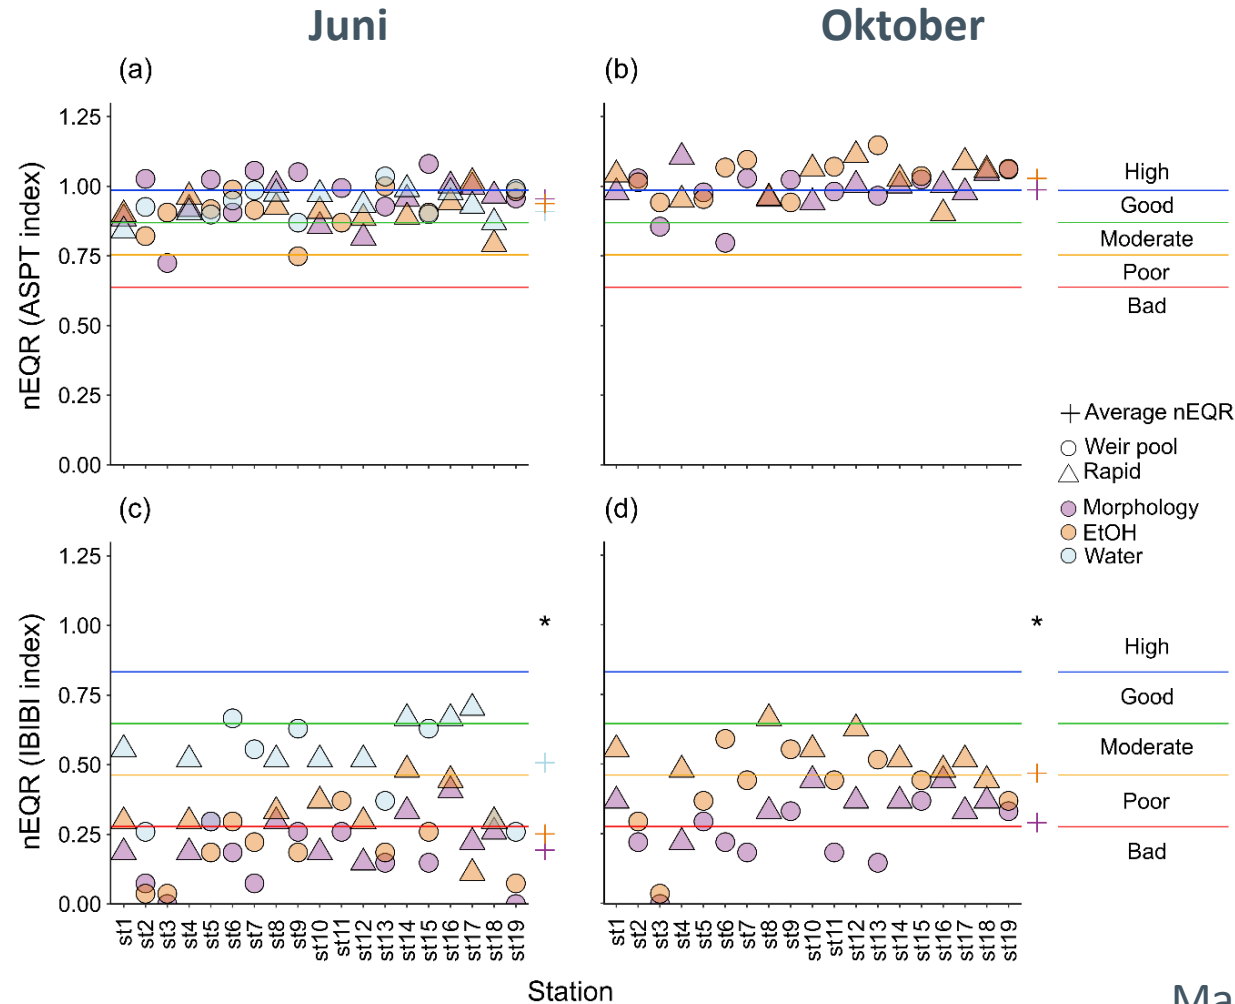 Juni
Oktober
(a)
(b)
nEQR (ASPT index)
1.25
1.00
0.75
0.50
0.25
0.00
High
Good
Moderate
Poor
Bad
Average nEQR
Weir pool
Rapid
Morphology
EtOH
Water
(c)
(d)
nEQR (IBIBI index)
1.25
1.00
0.75
0.50
0.25
0.00
*
*
High
Good
Moderate
Poor
Bad
st1 st2 st3 st4 st5 st6 st7 st8 st9 st10 st11 st12 st13 st14 st15 st16 st17 st18 st19
st1 st2 st3 st4 st5 st6 st7 st8 st9 st10 st11 st12 st13 st14 st15 st16 st17 st18 st19
Station
Ma